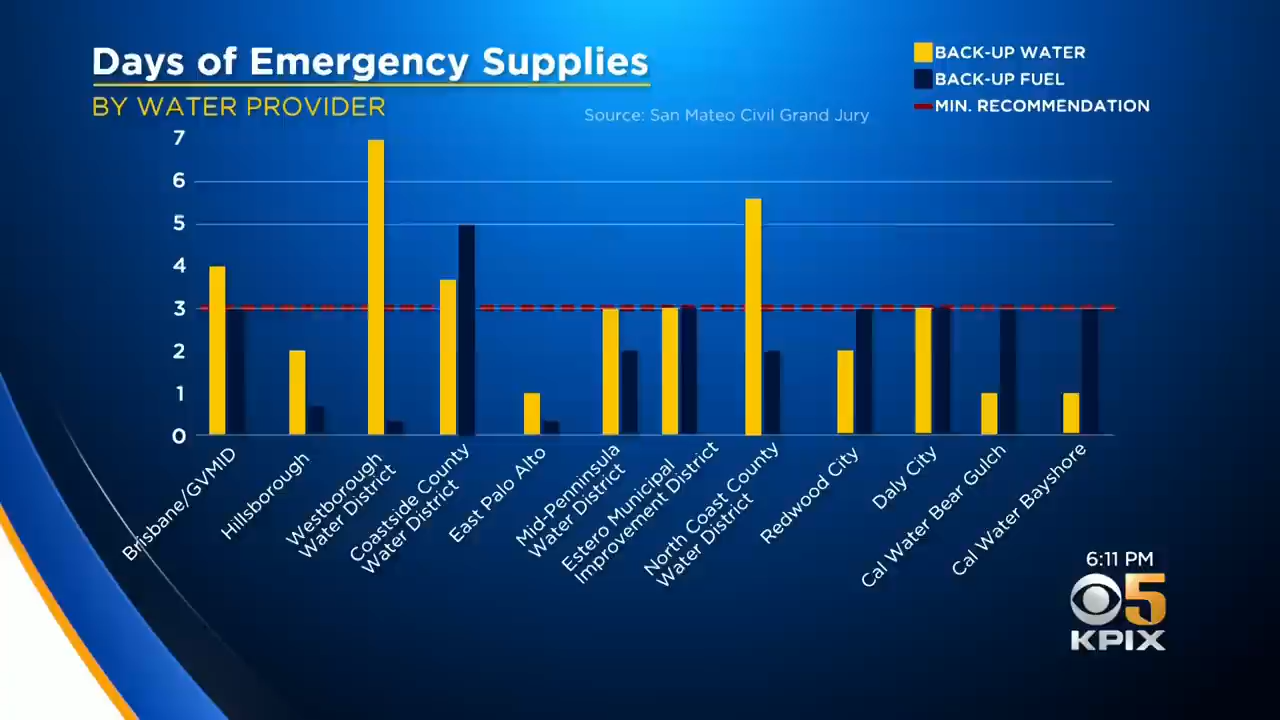 Days of Emergency Supplies
BY WATER PROVIDER
Source: San Mateo Civil Grand Jury
BACK-UP WATER
BACK-UP FUEL
MIN. RECOMMENDATION
7
6
5
4
3
2
1
0
Brisbane/GVMID
Hillsborough
Westborough
Water District
Coastside County
Water District
East Palo Alto
Mid-Penninsula
Water District
Estero Municipal
Improvement District
North Coast County
Water District
Redwood City
Daly City
Cal Water Bear Gulch
Cal Water Bayshore
6:11 PM
5
KPIX